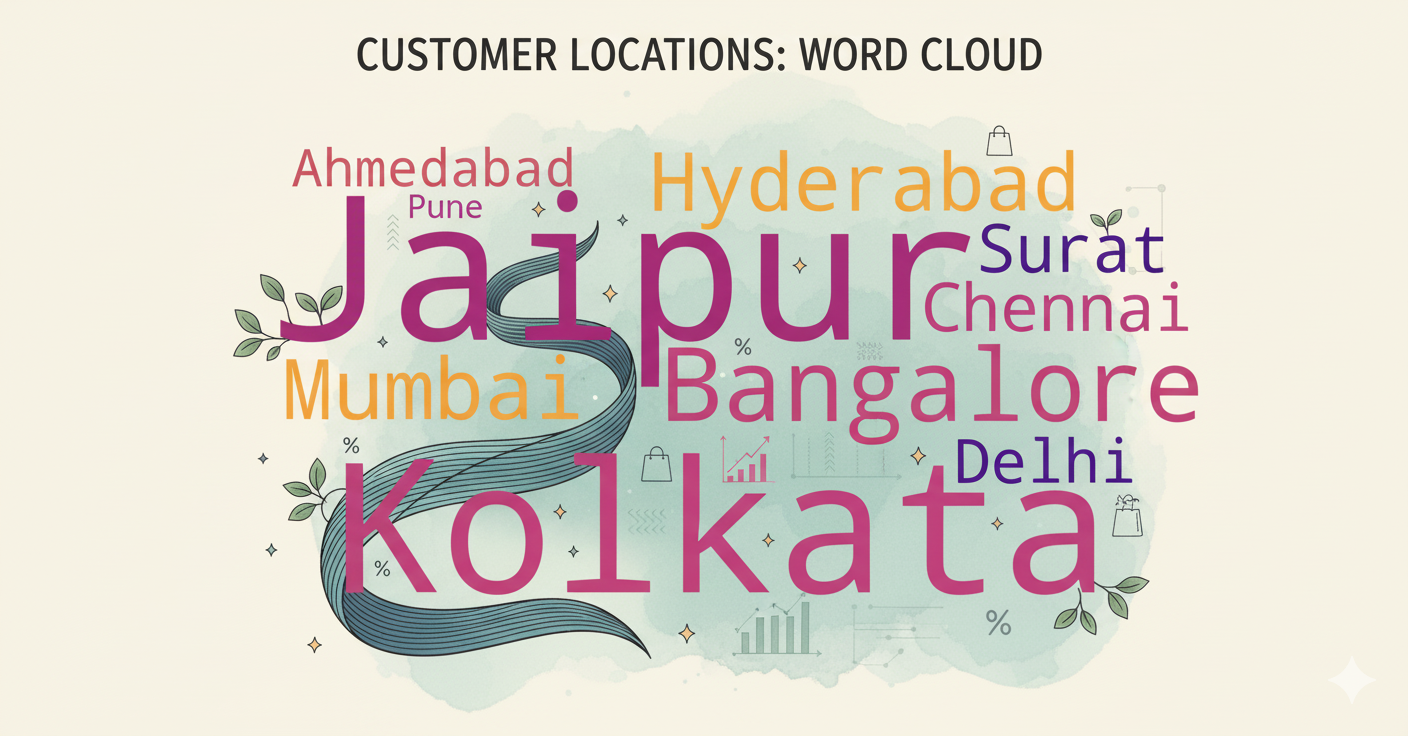 CUSTOMER LOCATIONS: WORD CLOUD
Ahmedabad
Hyderabad
Pune
Jaipur
Surat
Chennai
Mumbai
%
Bangalore
%
Delhi
Kolkata
%
%